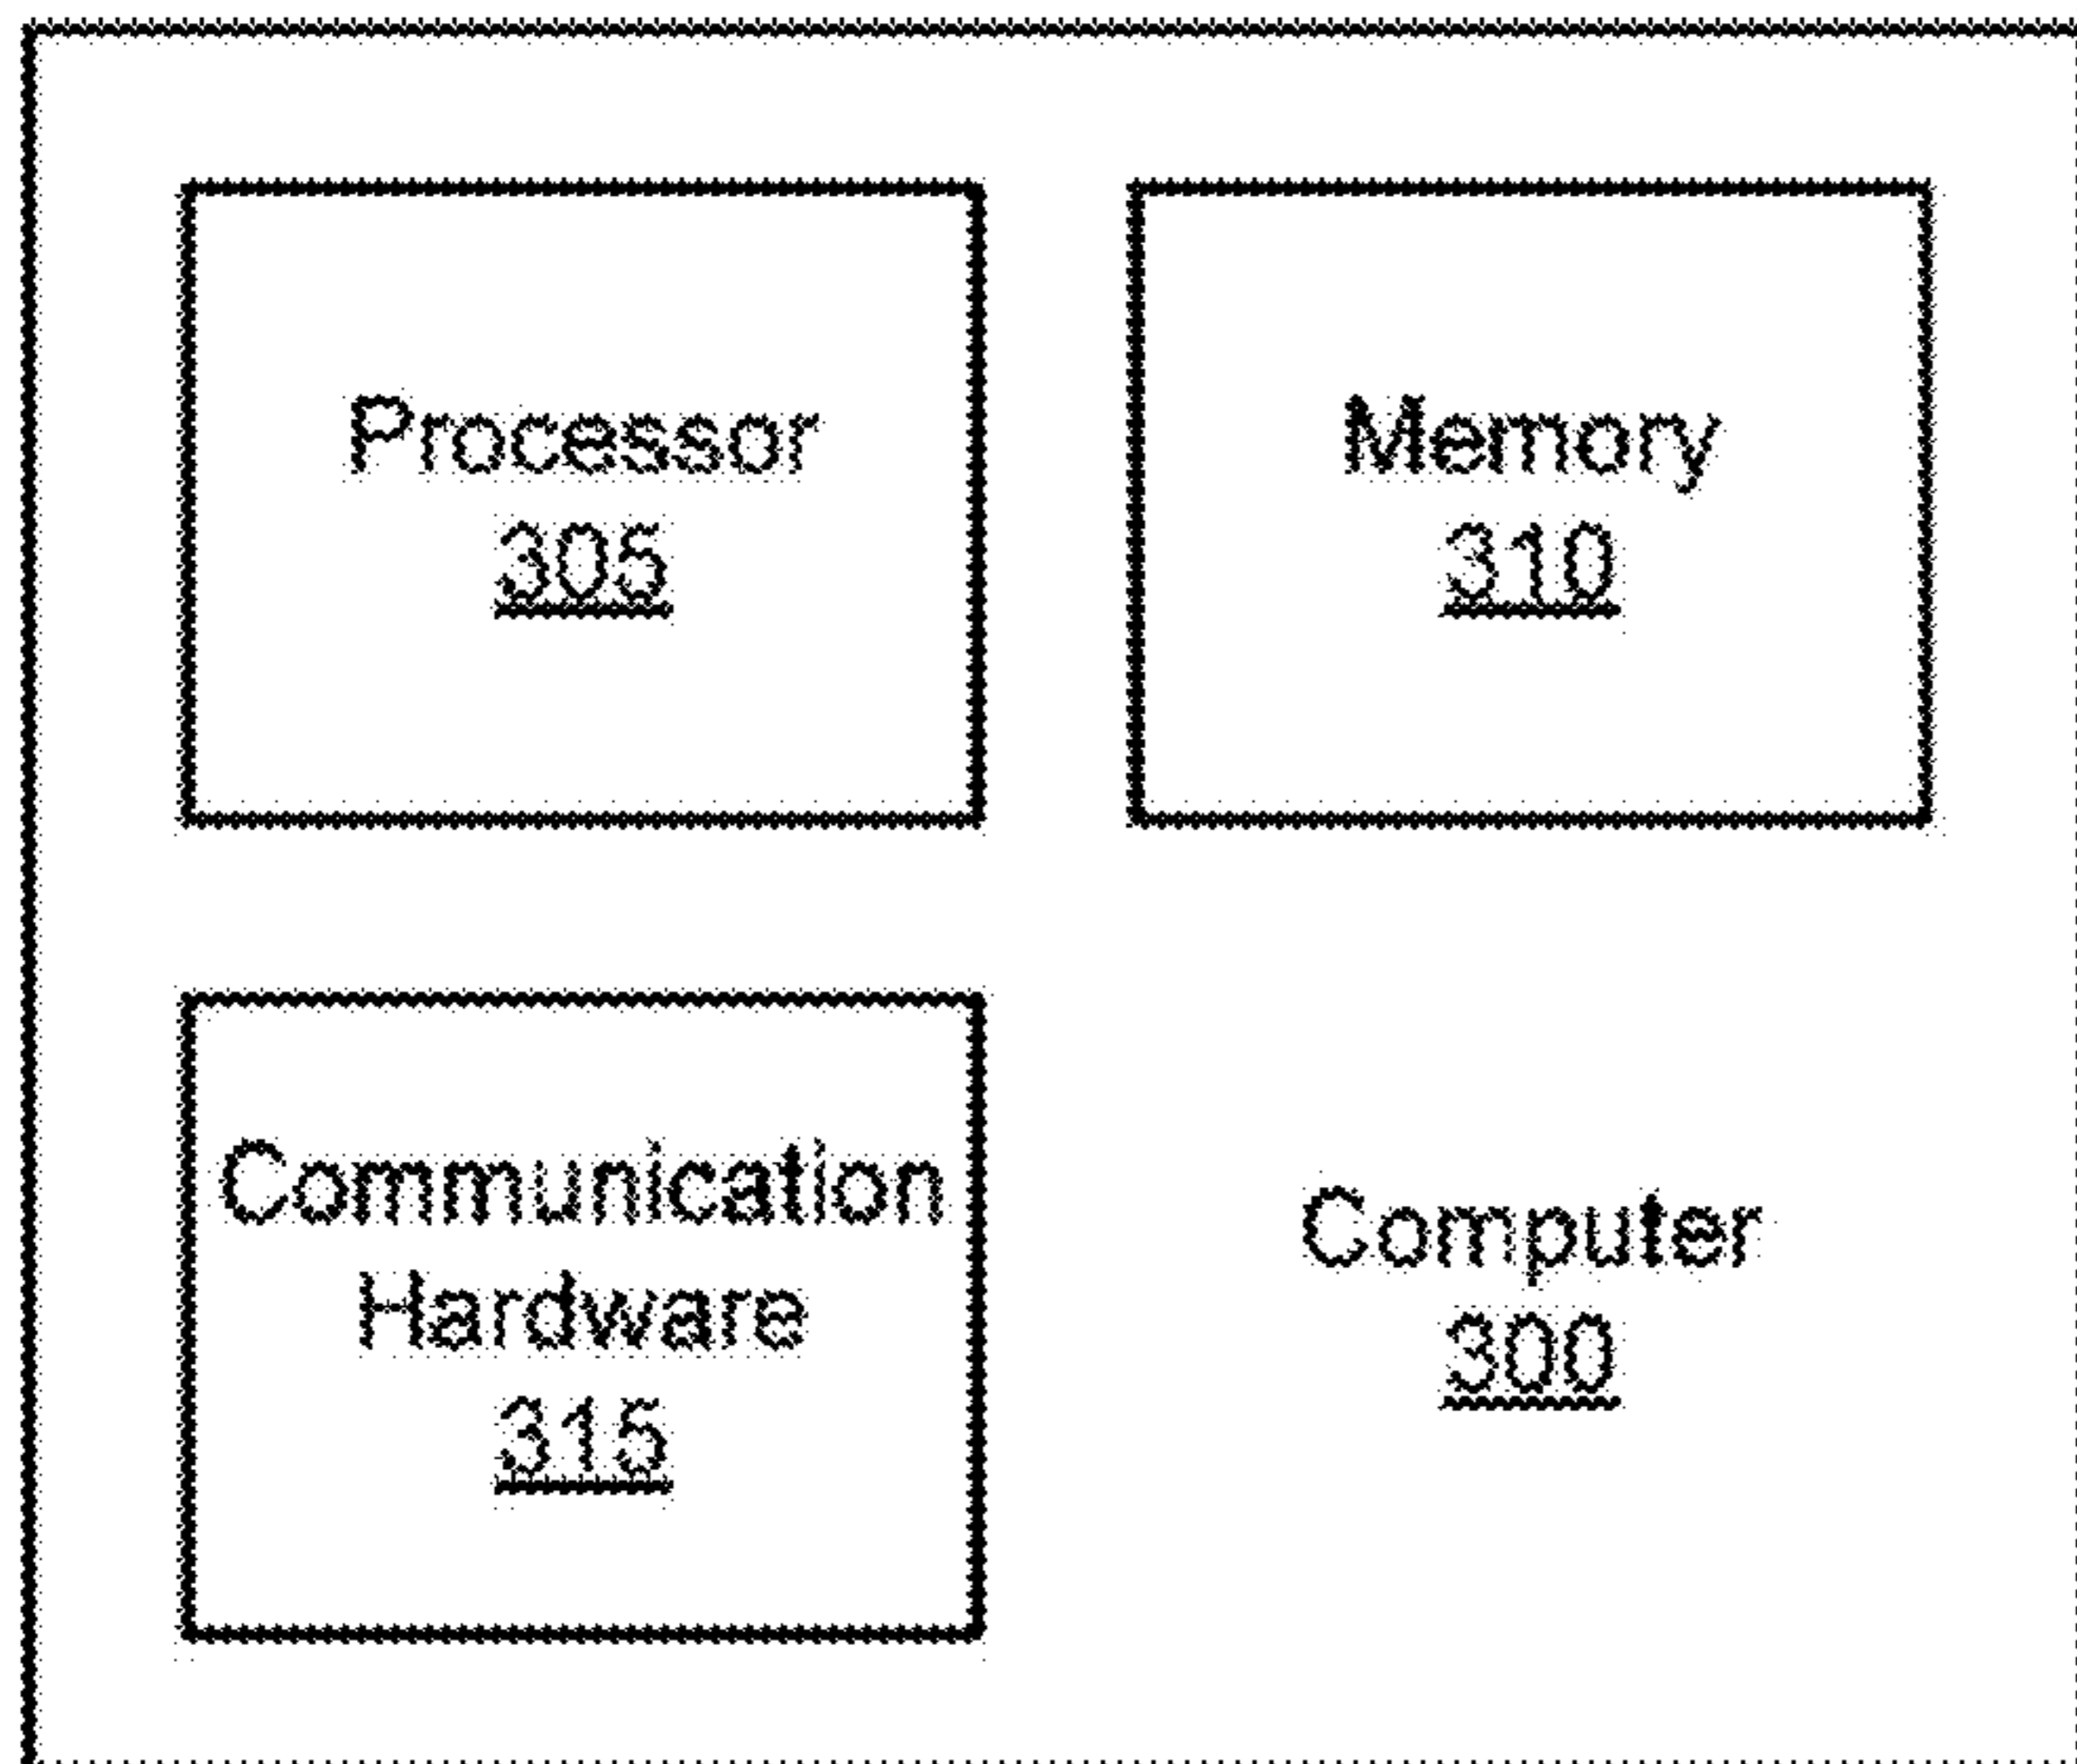 Processor
305
Memory
310
Communication
Hardware
315
Computer
300